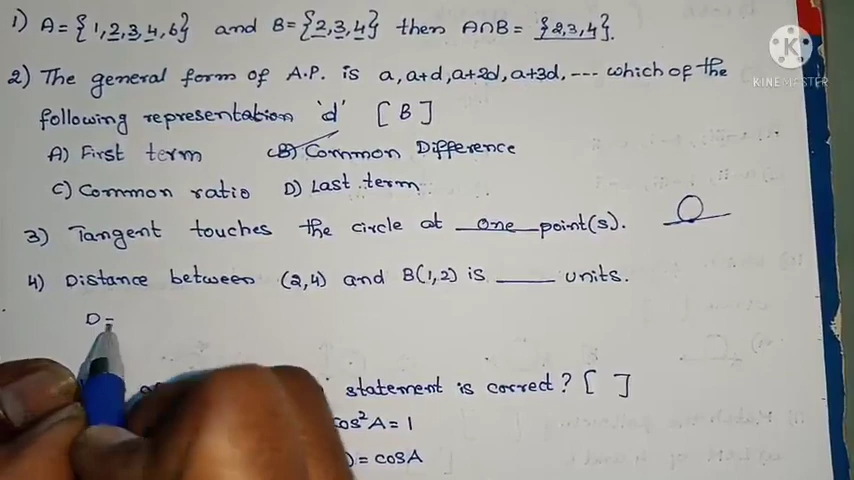 1) A = {1,2,3,4,6} and B = {2,3,4} then A∩B = {2,3,4}.
2) The general form of A.P. is a, a+d, a+2d, a+3d, ---- which of the
following representation 'd' [ B ]
A) First term B) Common Difference
C) Common ratio D) Last term
3) Tangent touches the circle at one point(s).
4) Distance between (2,4) and B(1,2) is ____ units.
D =
statement is correct? [ ]
cos²A = 1
= cosA
KINEMASTER